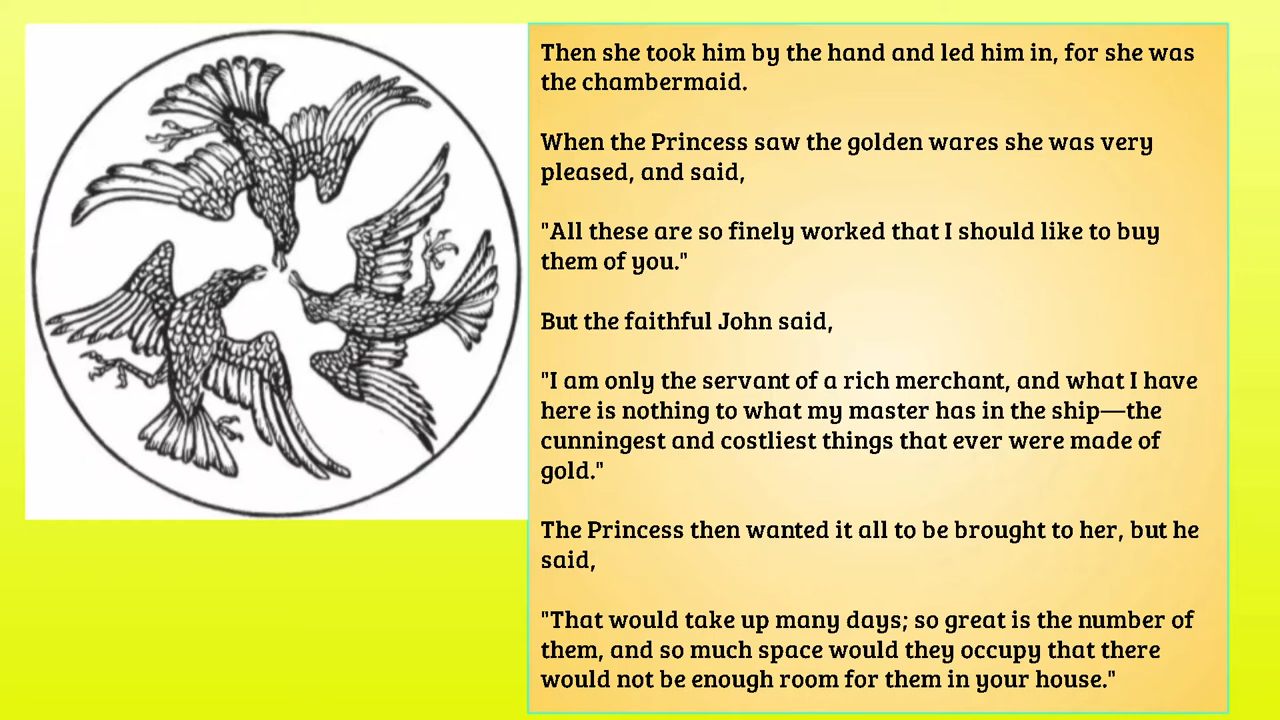 Then she took him by the hand and led him in, for she was
the chambermaid.
When the Princess saw the golden wares she was very
pleased, and said,
"All these are so finely worked that I should like to buy
them of you."
But the faithful John said,
"I am only the servant of a rich merchant, and what I have
here is nothing to what my master has in the ship—the
cunningest and costliest things that ever were made of
gold."
The Princess then wanted it all to be brought to her, but he
said,
"That would take up many days; so great is the number of
them, and so much space would they occupy that there
would not be enough room for them in your house."